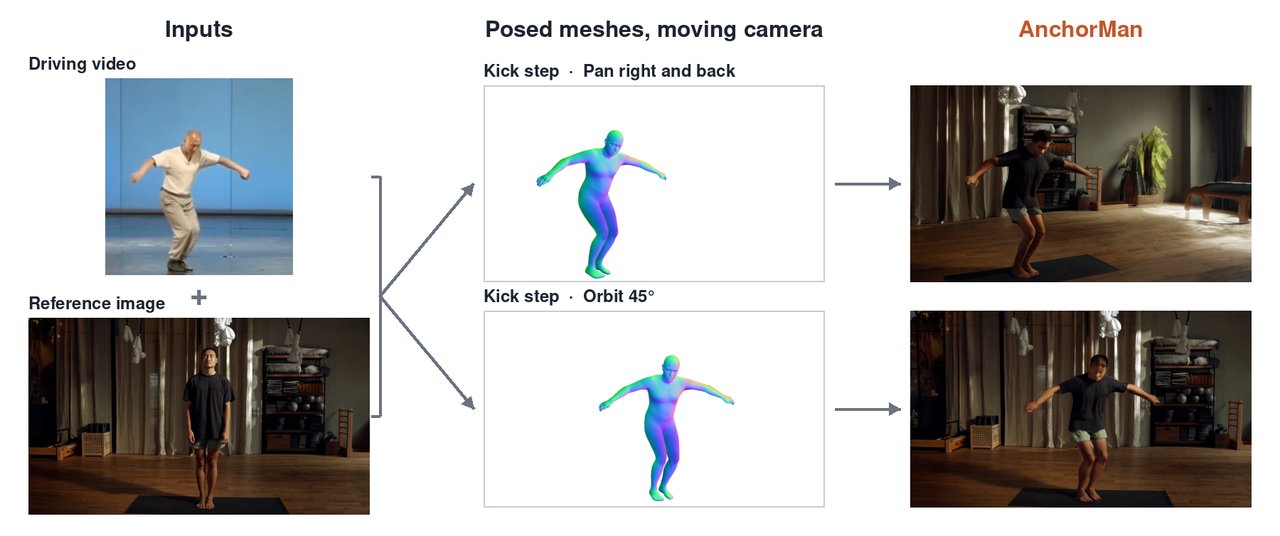 Inputs
Posed meshes, moving camera
AnchorMan
Driving video
Kick step · Pan right and back
Reference image
+
Kick step · Orbit 45°